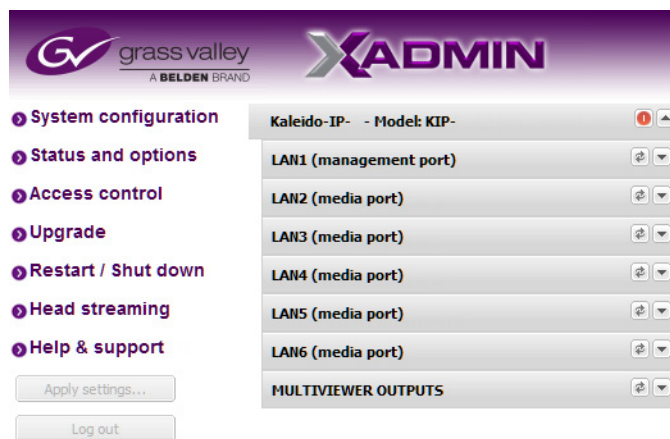 GV grass valley
A BELDEN BRAND
XADMIN
System configuration
Status and options
Access control
Upgrade
Restart / Shut down
Head streaming
Help & support
Apply settings...
Log out
Kaleido-IP- - Model: KIP-
LAN1 (management port)
LAN2 (media port)
LAN3 (media port)
LAN4 (media port)
LAN5 (media port)
LAN6 (media port)
MULTIVIEWER OUTPUTS